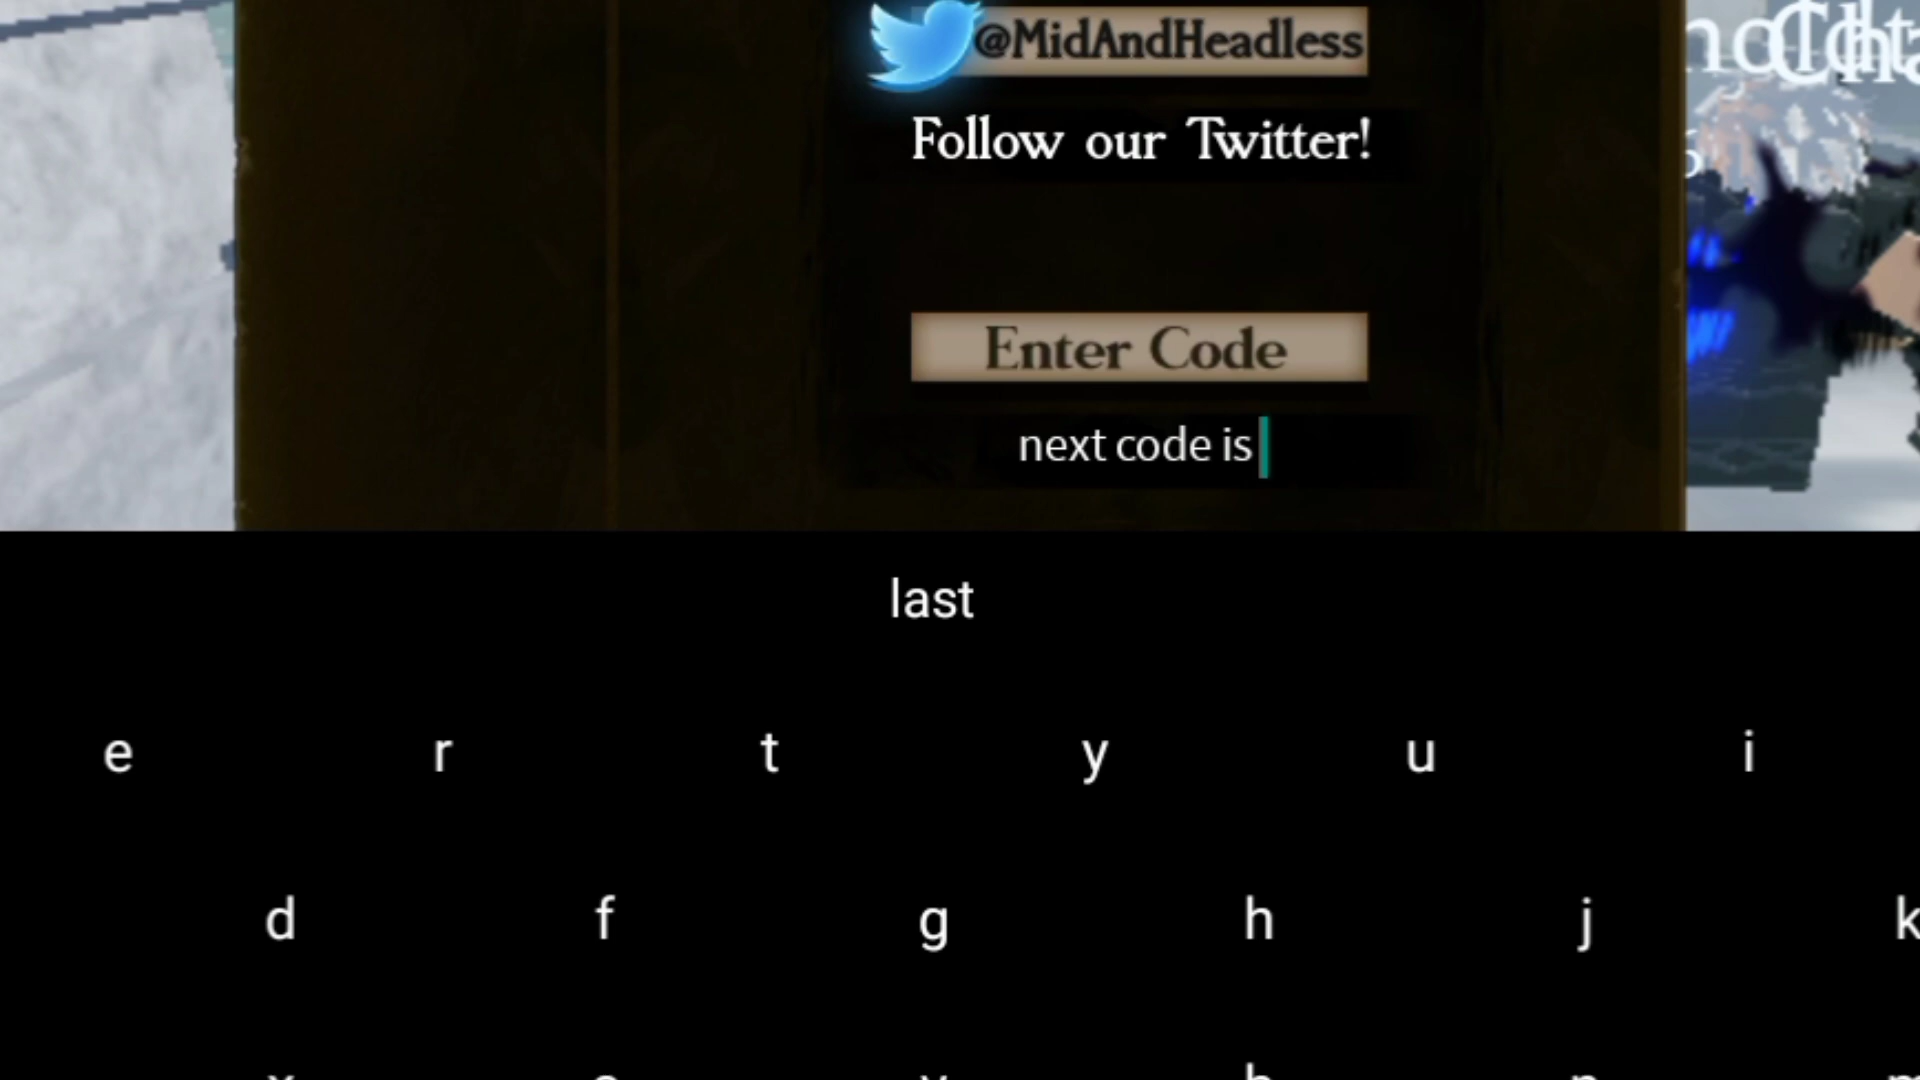 @MidAndHeadless
Follow our Twitter!
Enter Code
next code is
last
e r t y u i
d f g h j k